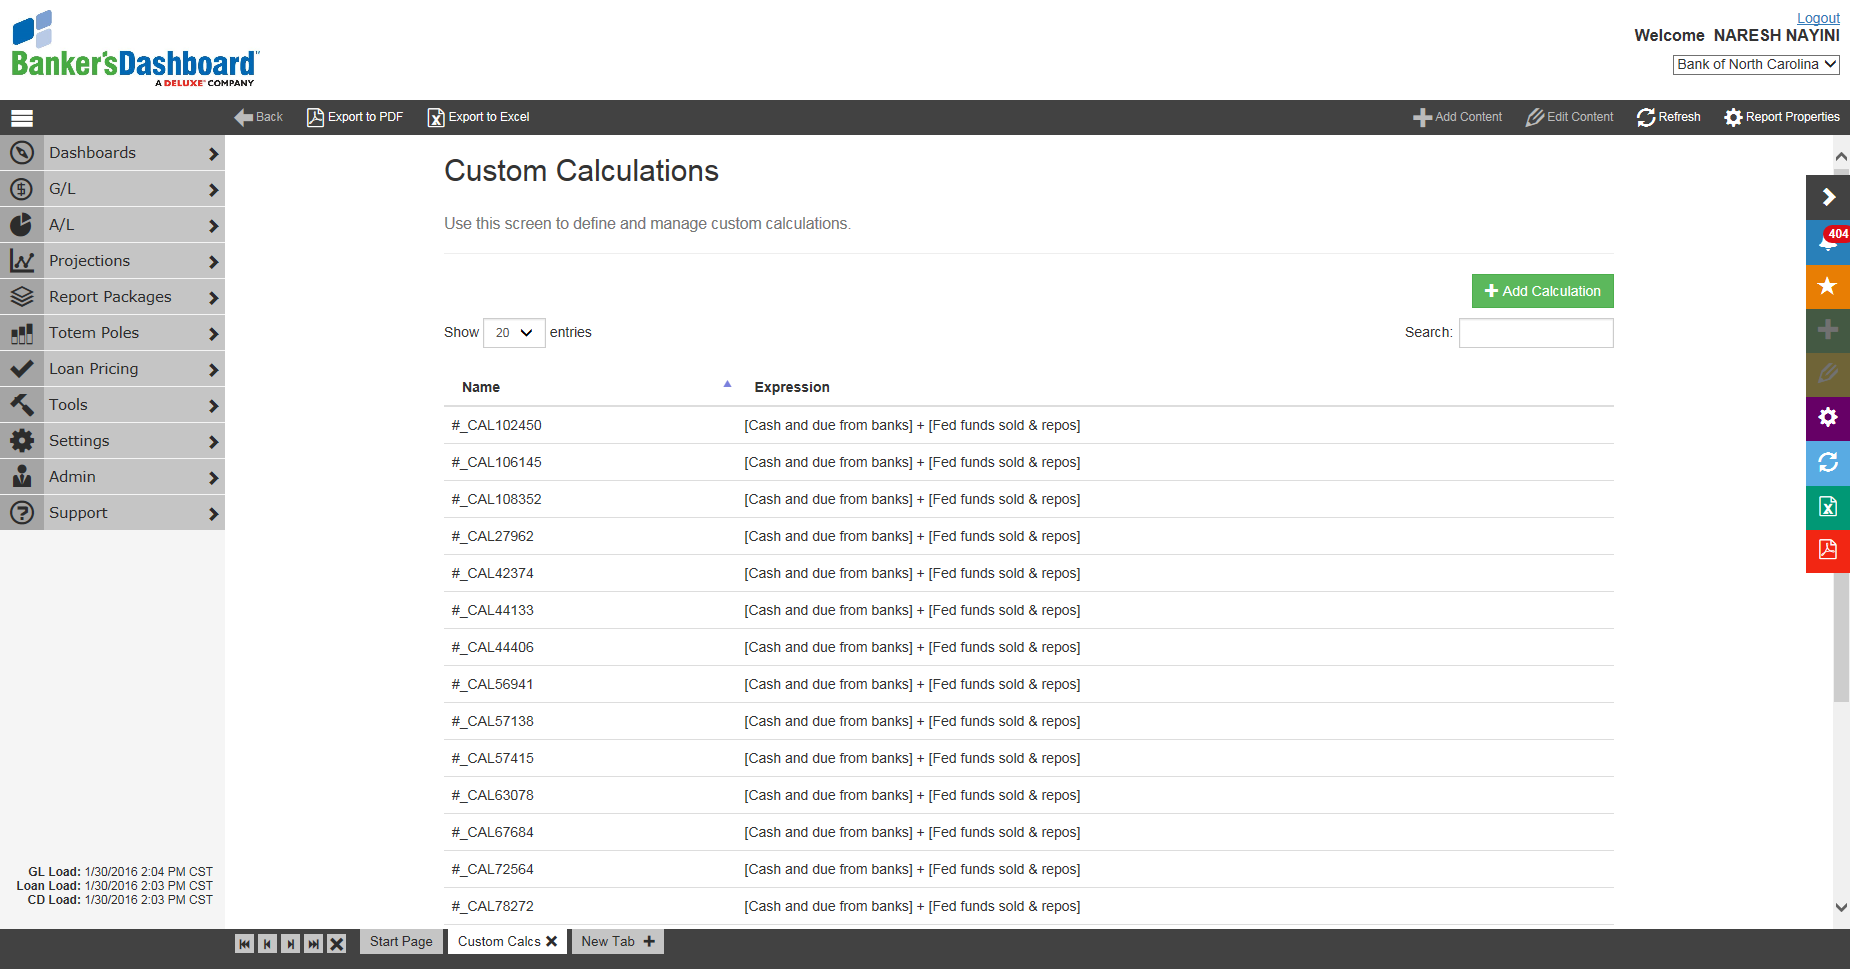 Banker'sDashboard
A DELUXE COMPANY
Logout
Welcome NARESH NAYINI
Bank of North Carolina
Back
Export to PDF
Export to Excel
Add Content
Edit Content
Refresh
Report Properties
Dashboards
G/L
A/L
Projections
Report Packages
Totem Poles
Loan Pricing
Tools
Settings
Admin
Support
GL Load: 1/30/2016 2:04 PM CST
Loan Load: 1/30/2016 2:03 PM CST
CD Load: 1/30/2016 2:03 PM CST
Custom Calculations
Use this screen to define and manage custom calculations.
Add Calculation
Show 20 entries
Search:
Name Expression
#_CAL102450 [Cash and due from banks] + [Fed funds sold & repos]
#_CAL106145 [Cash and due from banks] + [Fed funds sold & repos]
#_CAL108352 [Cash and due from banks] + [Fed funds sold & repos]
#_CAL27962 [Cash and due from banks] + [Fed funds sold & repos]
#_CAL42374 [Cash and due from banks] + [Fed funds sold & repos]
#_CAL44133 [Cash and due from banks] + [Fed funds sold & repos]
#_CAL44406 [Cash and due from banks] + [Fed funds sold & repos]
#_CAL56941 [Cash and due from banks] + [Fed funds sold & repos]
#_CAL57138 [Cash and due from banks] + [Fed funds sold & repos]
#_CAL57415 [Cash and due from banks] + [Fed funds sold & repos]
#_CAL63078 [Cash and due from banks] + [Fed funds sold & repos]
#_CAL67684 [Cash and due from banks] + [Fed funds sold & repos]
#_CAL72564 [Cash and due from banks] + [Fed funds sold & repos]
#_CAL78272 [Cash and due from banks] + [Fed funds sold & repos]
404
Start Page
Custom Calcs
New Tab